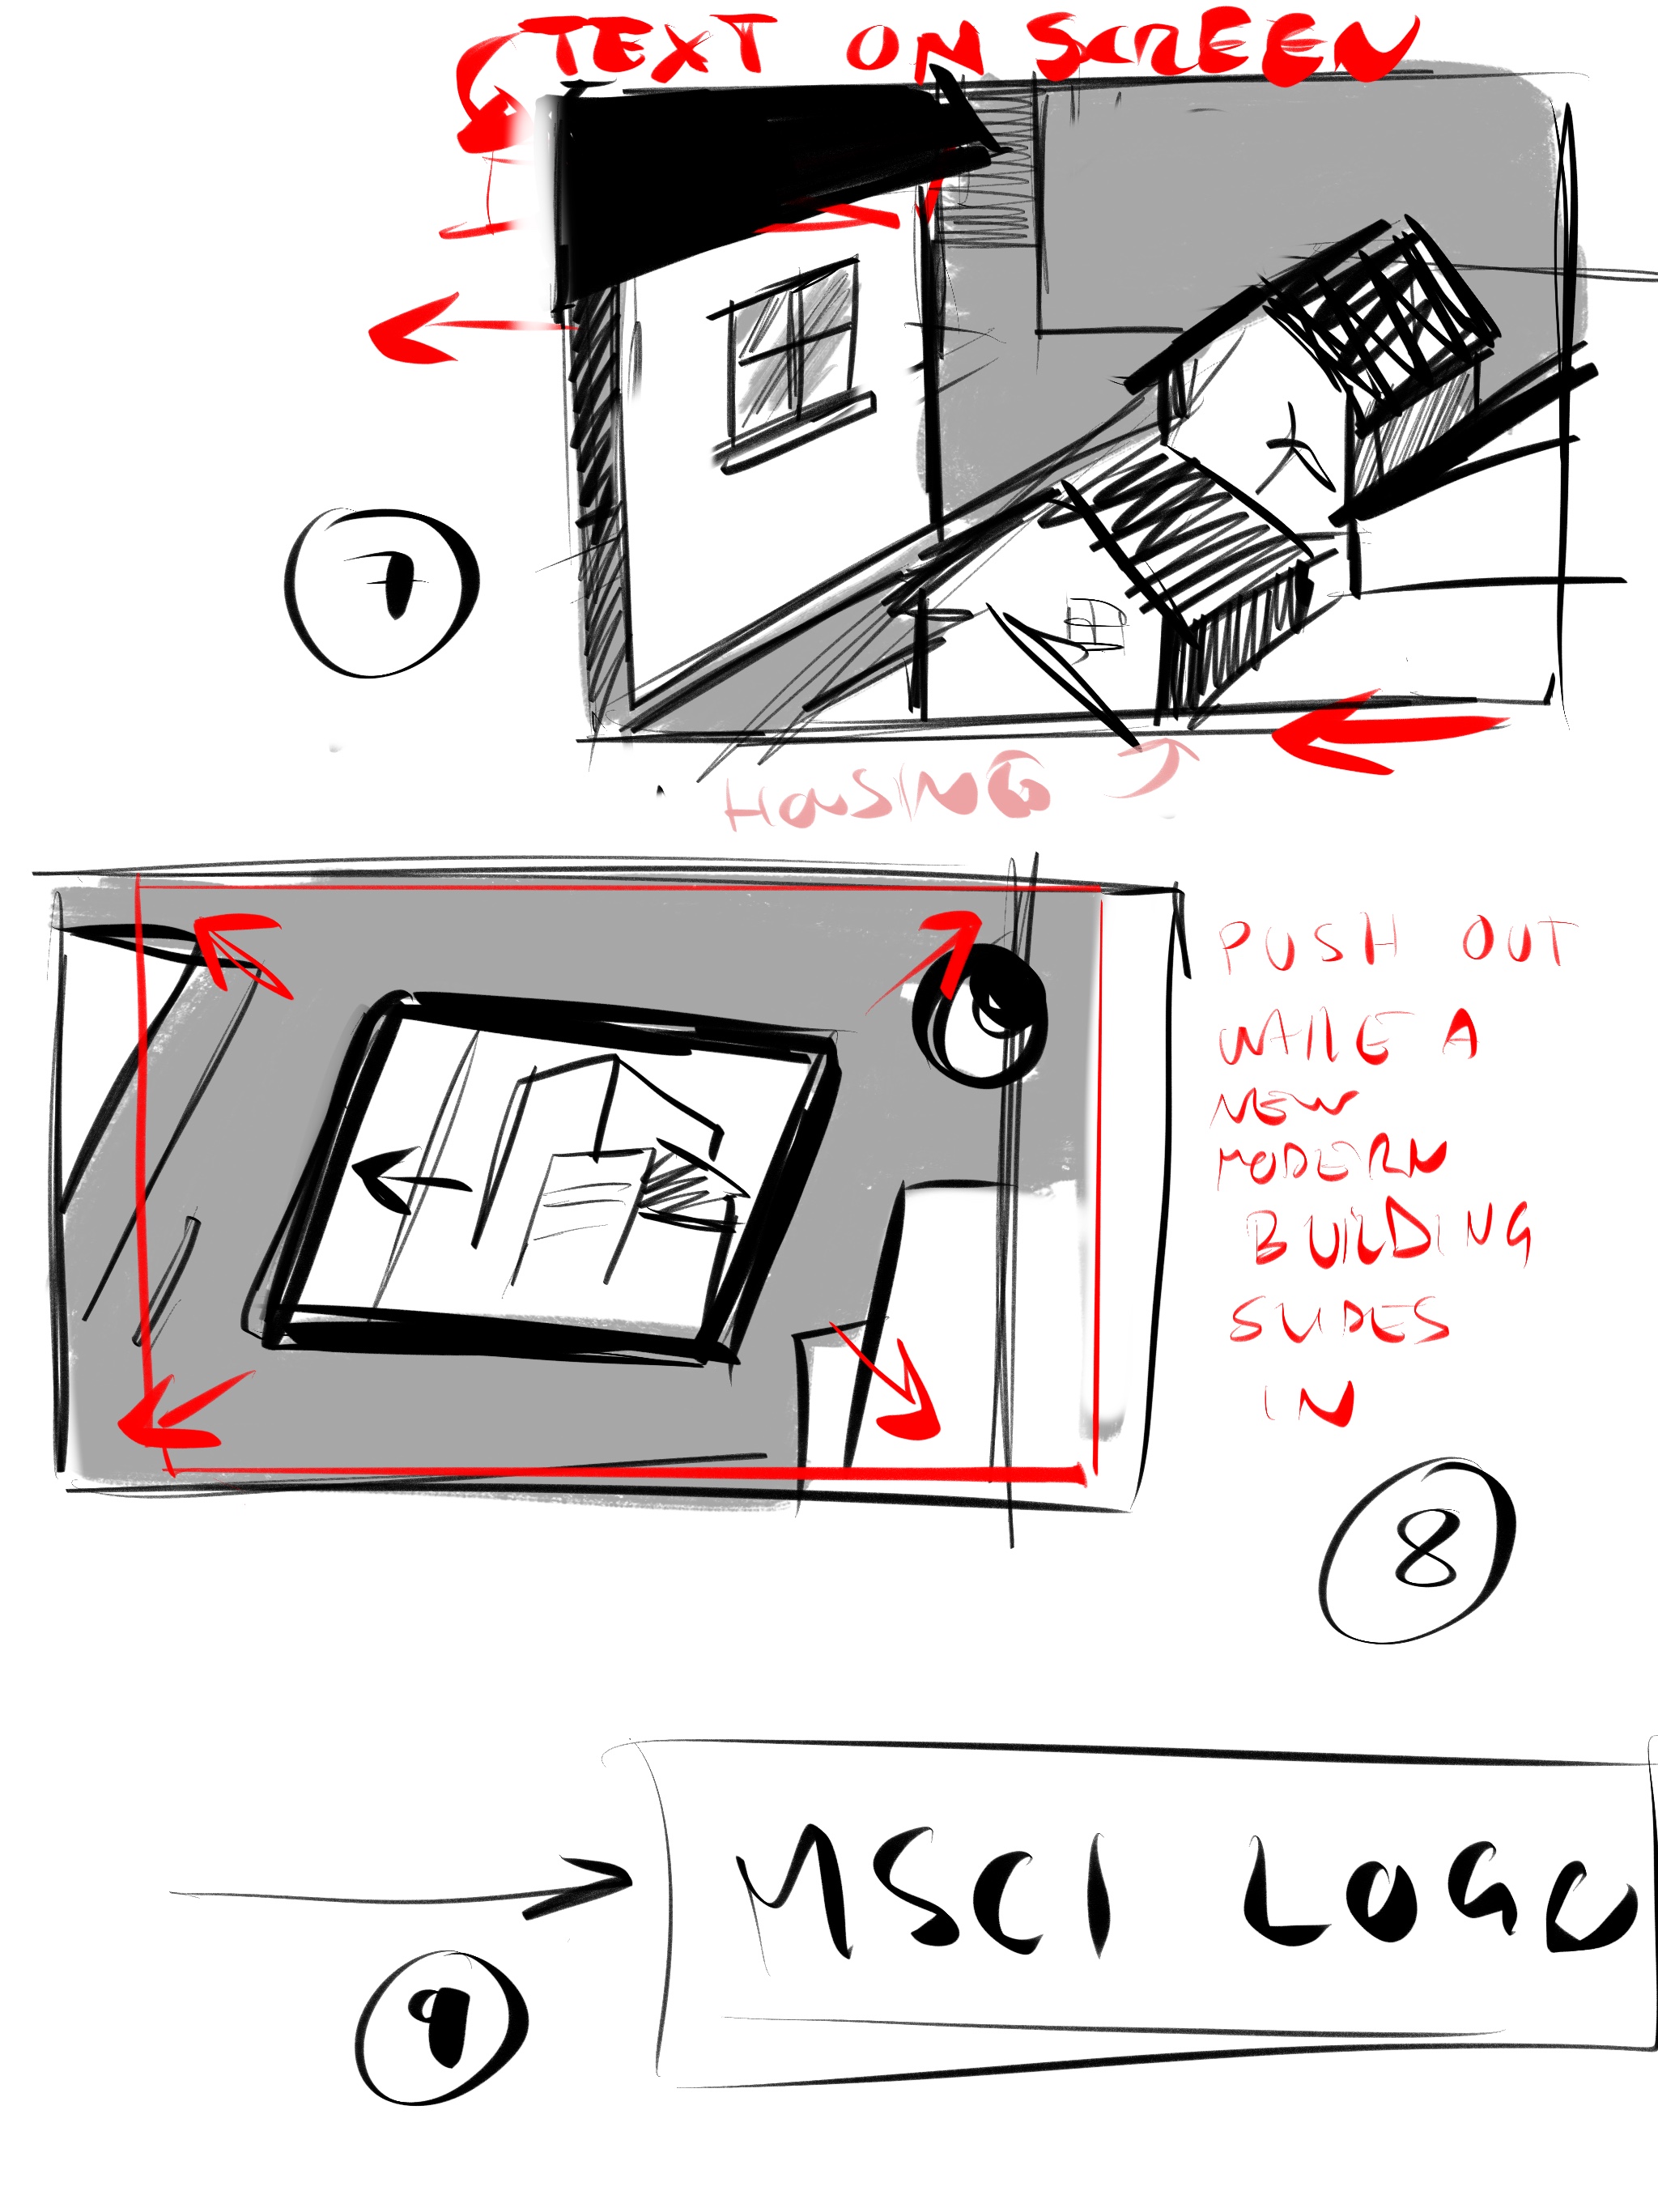 TEXT ON SCREEN
7
HOUSING
PUSH OUT
WHILE A
NEW
MODERN
BUILDING
SLIDES
IN
8
MSCI LOGO
9